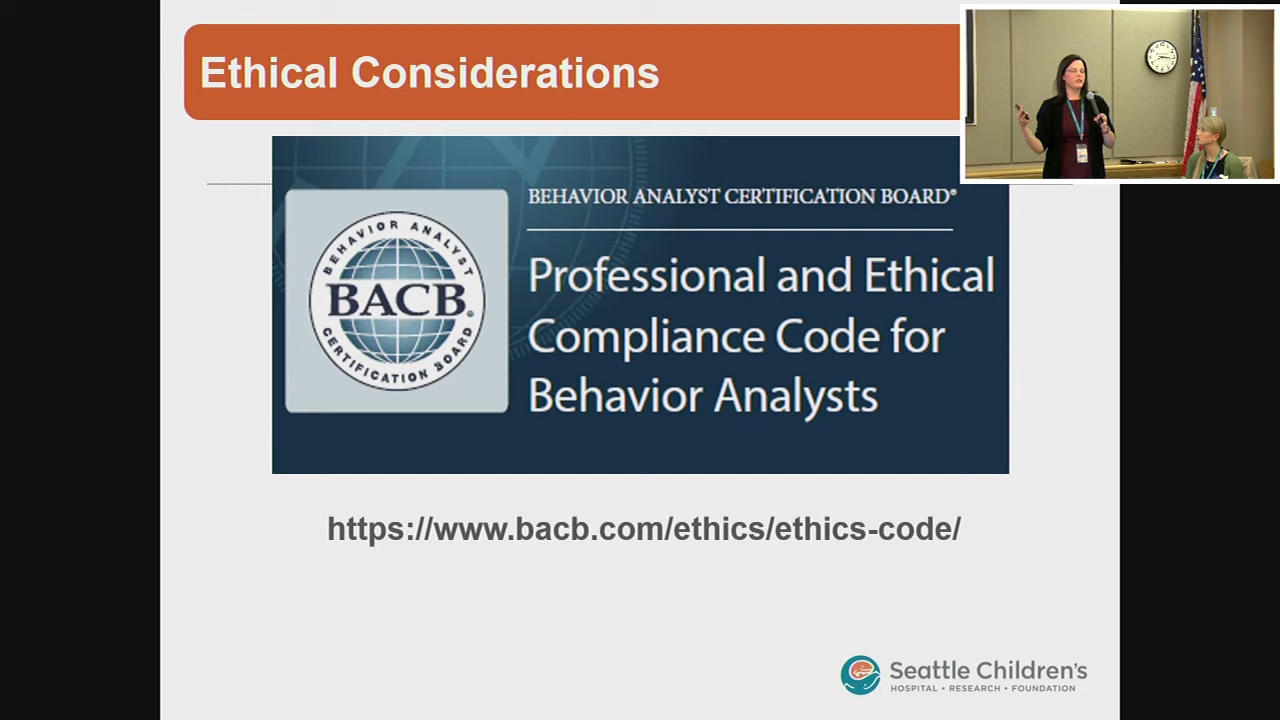 Ethical Considerations
BEHAVIOR ANALYST CERTIFICATION BOARD®
BEHAVIOR ANALYST
BACB®
CERTIFICATION BOARD
Professional and Ethical
Compliance Code for
Behavior Analysts
https://www.bacb.com/ethics/ethics-code/
Seattle Children's
HOSPITAL • RESEARCH • FOUNDATION